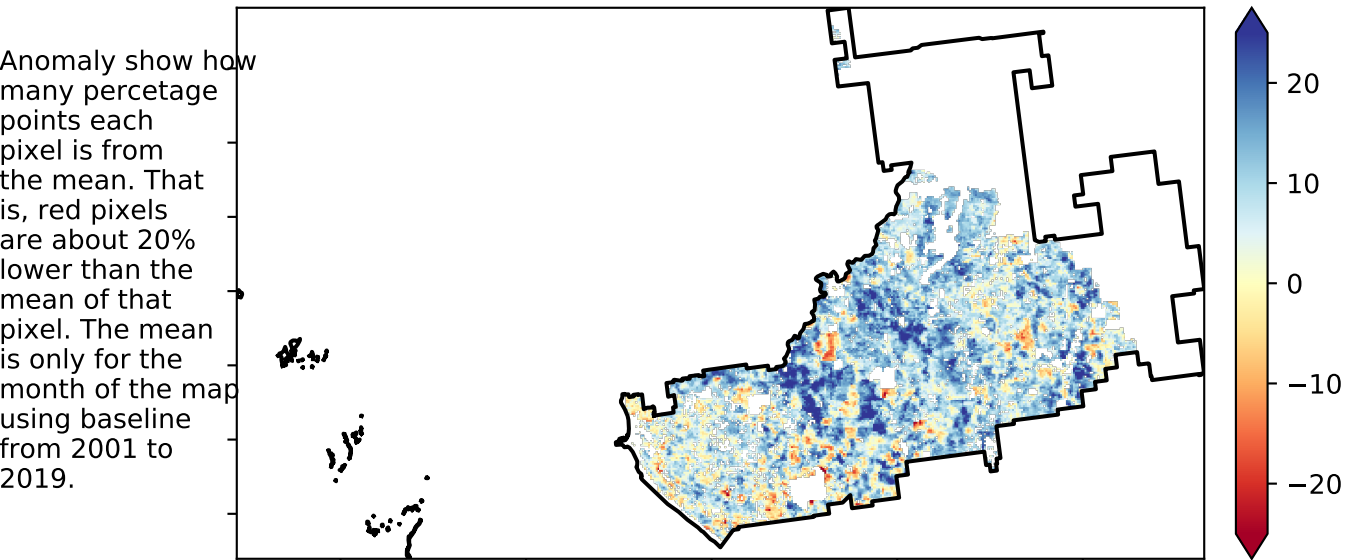 Anomaly show how
many percetage
points each
pixel is from
the mean. That
is, red pixels
are about 20%
lower than the
mean of that
pixel. The mean
is only for the
month of the map
using baseline
from 2001 to
2019.
20
10
0
−10
−20